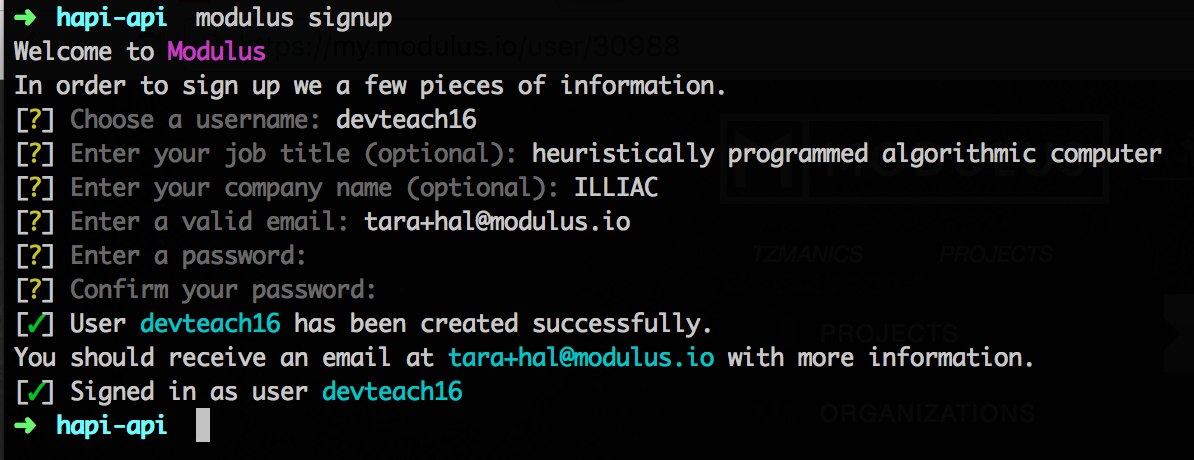 ➜ hapi-api modulus signup
https://my.modulus.io/user/30988
Welcome to Modulus
In order to sign up we a few pieces of information.
[?] Choose a username: devteach16
[?] Enter your job title (optional): heuristically programmed algorithmic computer
MODULUS
[?] Enter your company name (optional): ILLIAC
[?] Enter a valid email: tara+hal@modulus.io
[?] Enter a password:
TZMANICS PROJECTS
[?] Confirm your password:
[✓] User devteach16 has been created successfully.
PROJECTS
You should receive an email at tara+hal@modulus.io with more information.
[✓] Signed in as user devteach16
ORGANIZATIONS
➜ hapi-api